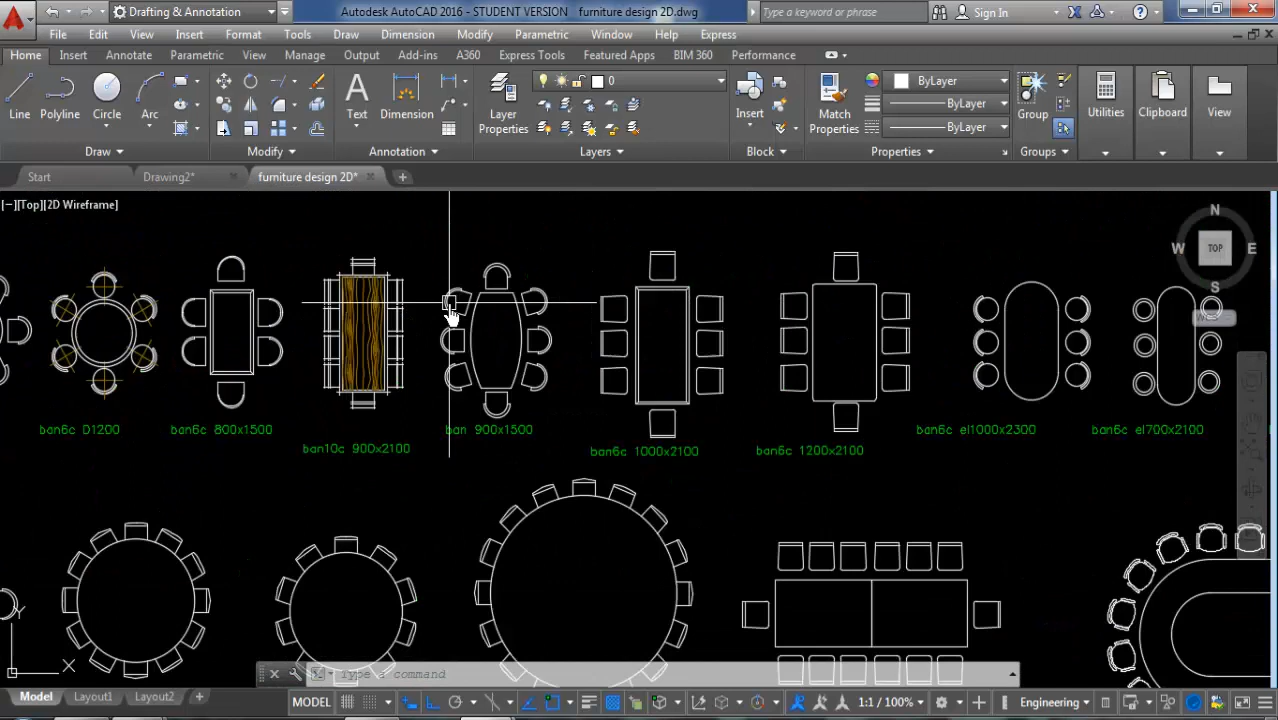 Drafting & Annotation
Autodesk AutoCAD 2016 - STUDENT VERSION furniture design 2D.dwg
Type a keyword or phrase
Sign In
File Edit View Insert Format Tools Draw Dimension Modify Parametric Window Help Express
Home Insert Annotate Parametric View Manage Output Add-ins A360 Express Tools Featured Apps BIM 360 Performance
Line Polyline Circle Arc
Text Dimension
Layer Properties
0
Insert
Match Properties
ByLayer
ByLayer
ByLayer
Group
Utilities Clipboard View
Draw Modify Annotation Layers Block Properties Groups
Start Drawing2* furniture design 2D*
[−][Top][2D Wireframe]
N
W TOP E
S
ban6c D1200
ban6c 800x1500
ban10c 900x2100
ban 900x1500
ban6c 1000x2100
ban6c 1200x2100
ban6c el1000x2300
ban6c el700x2100
Y
X
Type a command
Model Layout1 Layout2
MODEL
1:1 / 100%
Engineering